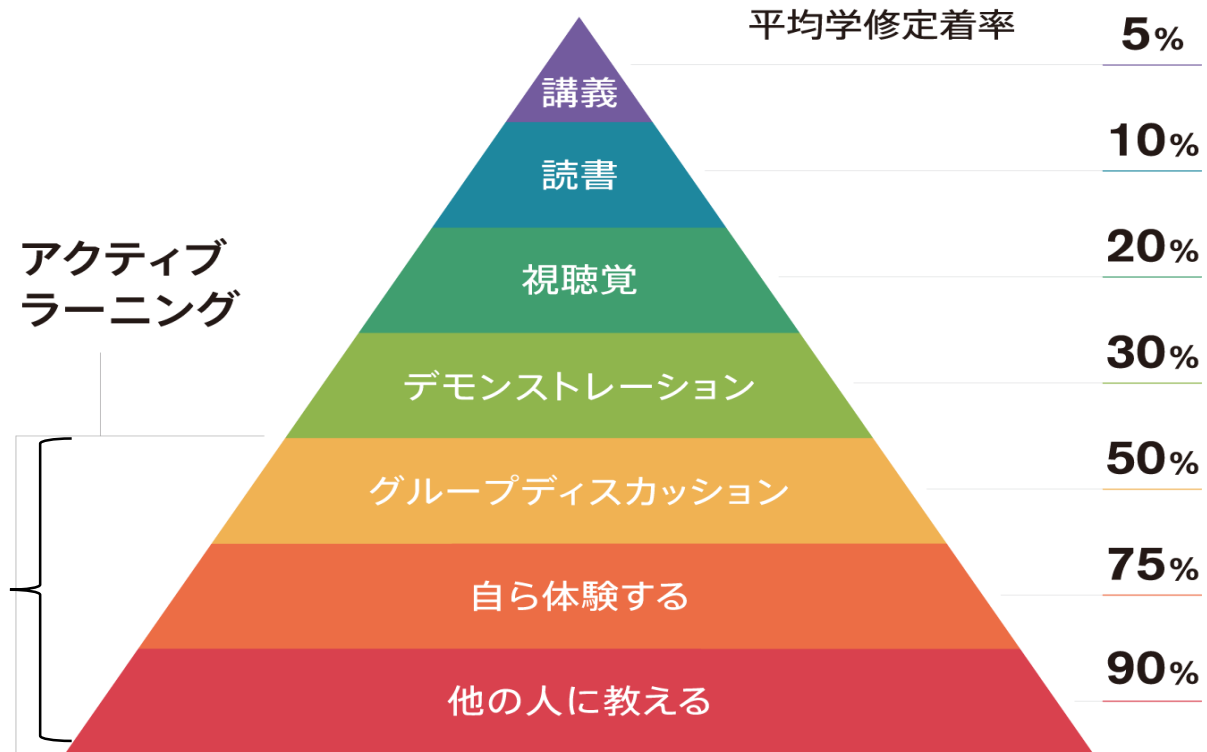 平均学修定着率
講義
5%
読書
10%
視聴覚
20%
アクティブ
ラーニング
デモンストレーション
30%
グループディスカッション
50%
自ら体験する
75%
他の人に教える
90%